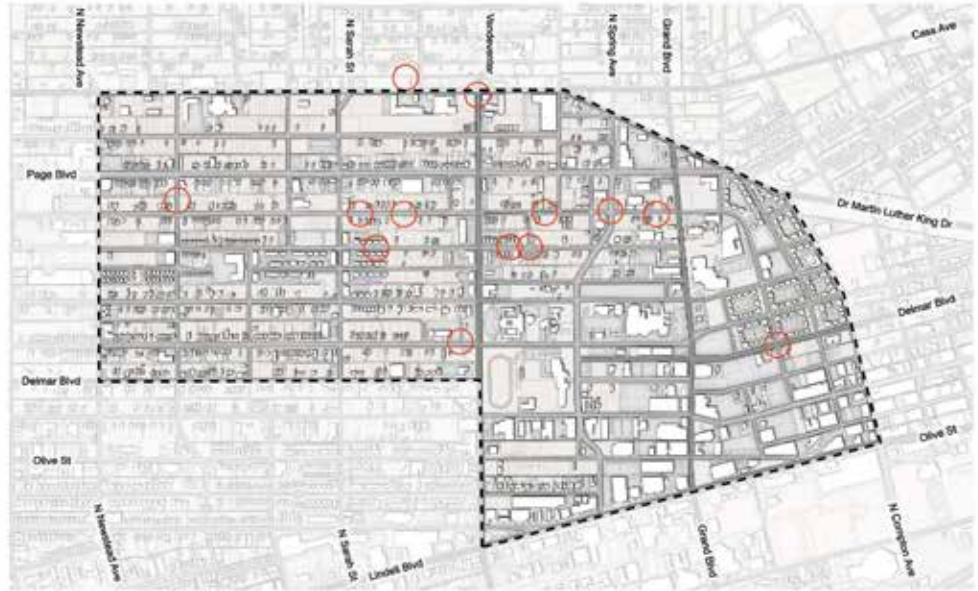 N Newstead Ave
N Sarah St
Vandeventer
N Spring Ave
Grand Blvd
Cass Ave
Page Blvd
Dr Martin Luther King Dr
Delmar Blvd
Delmar Blvd
Olive St
Olive St
N Newstead Ave
N Sarah St
Lindell Blvd
Grand Blvd
N Compton Ave